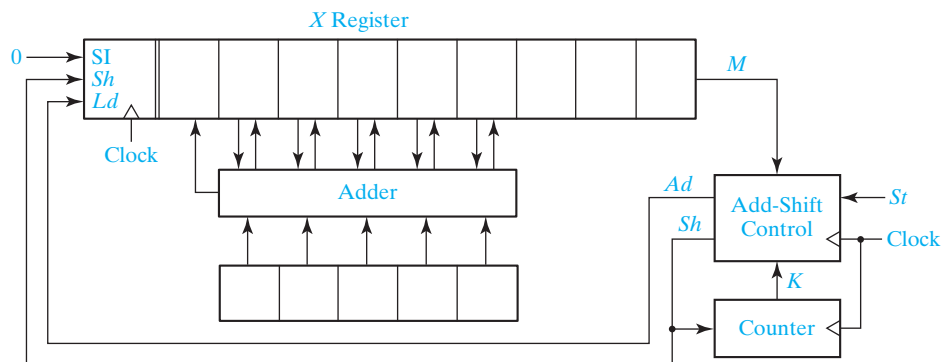 X Register
0
SI
Sh
Ld
M
Clock
Adder
Ad
Sh
Add-Shift
Control
St
Clock
K
Counter